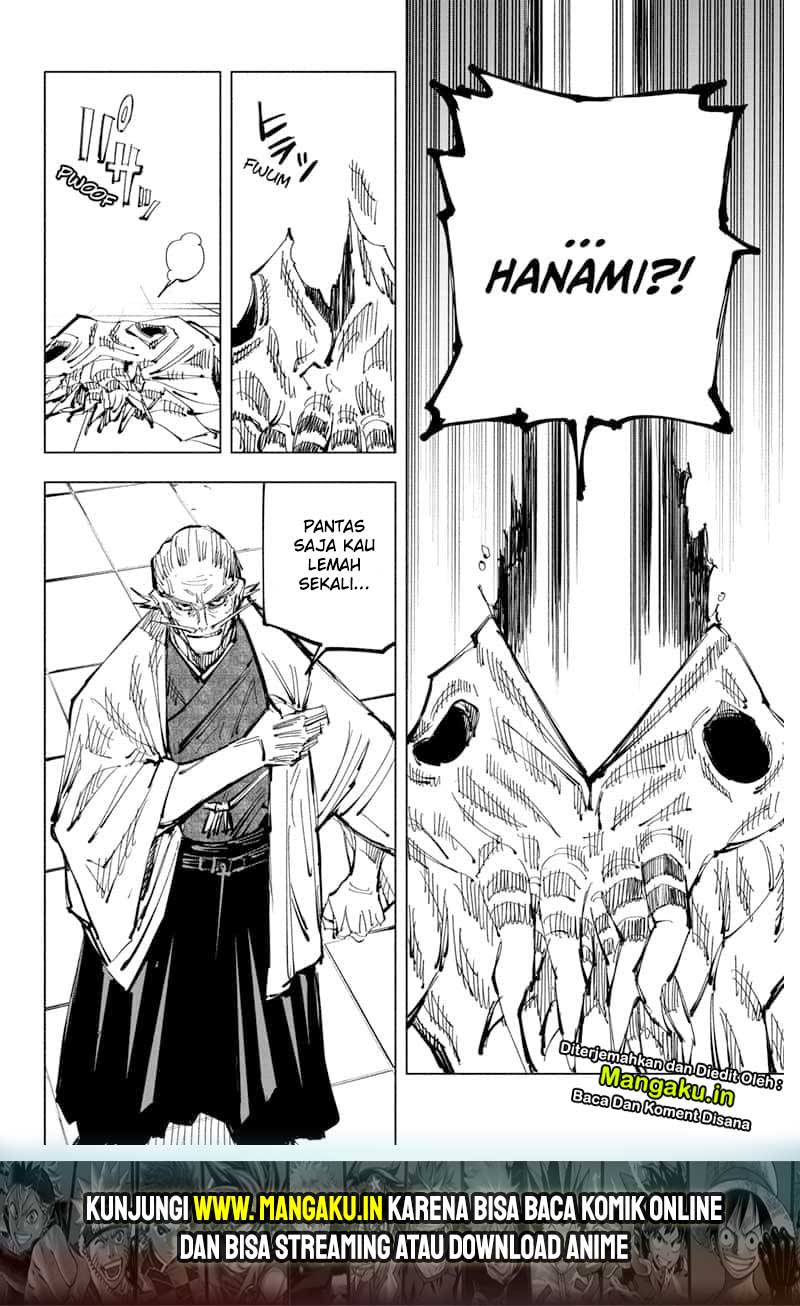 ...
HANAMI?!
ヒラッ
FWUM
パサッ
PWOOF
PANTAS
SAJA KAU
LEMAH
SEKALI...
Diterjemahkan dan Diedit Oleh :
Mangaku.in
Baca Dan Koment Disana
KUNJUNGI WWW. MANGAKU.IN KARENA BISA BACA KOMIK ONLINE
DAN BISA STREAMING ATAU DOWNLOAD ANIME